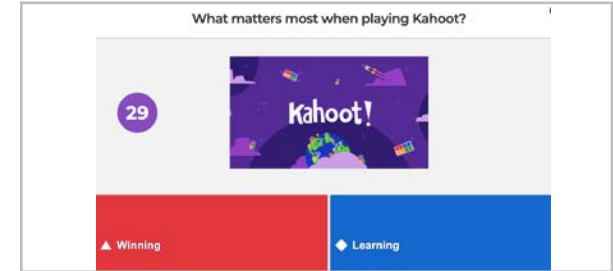 What matters most when playing Kahoot?
29
Kahoot!
Winning
Learning